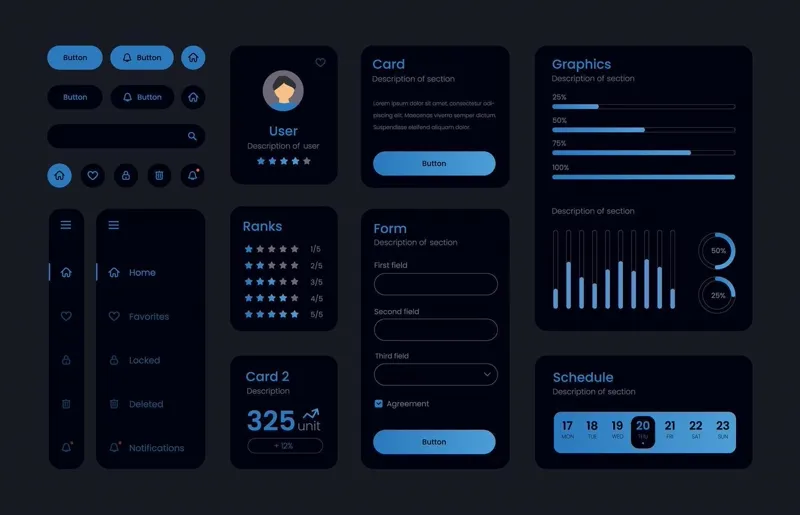 Button
Button
Button
Button
Home
Favorites
Locked
Deleted
Notifications
User
Description of user
Ranks
1/5
2/5
3/5
4/5
5/5
Card 2
Description
325 unit
+ 12%
Card
Description of section
Lorem ipsum dolor sit amet, consectetur adi-
piscing elit. Maecenas viverra semper dictum.
Suspendisse eleifend aliquam dolor.
Button
Form
Description of section
First field
Second field
Third field
Agreement
Button
Graphics
Description of section
25%
50%
75%
100%
Description of section
50%
25%
Schedule
Description of section
17 18 19 20 21 22 23
MON TUE WED THU FRI SAT SUN